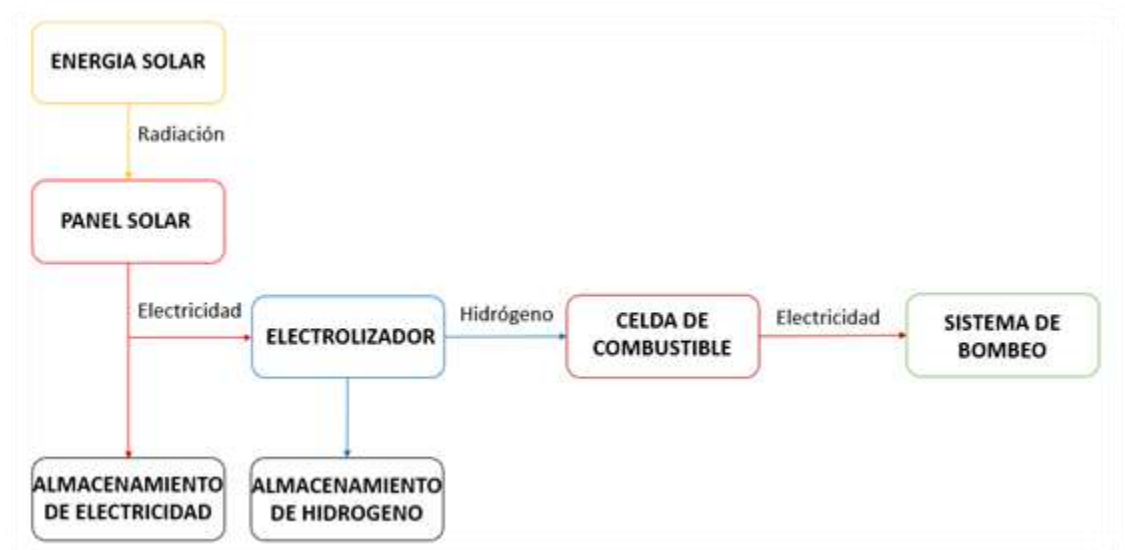 ENERGIA SOLAR
Radiación
PANEL SOLAR
Electricidad
ELECTROLIZADOR
Hidrógeno
CELDA DE
COMBUSTIBLE
Electricidad
SISTEMA DE
BOMBEO
ALMACENAMIENTO
DE ELECTRICIDAD
ALMACENAMIENTO
DE HIDROGENO